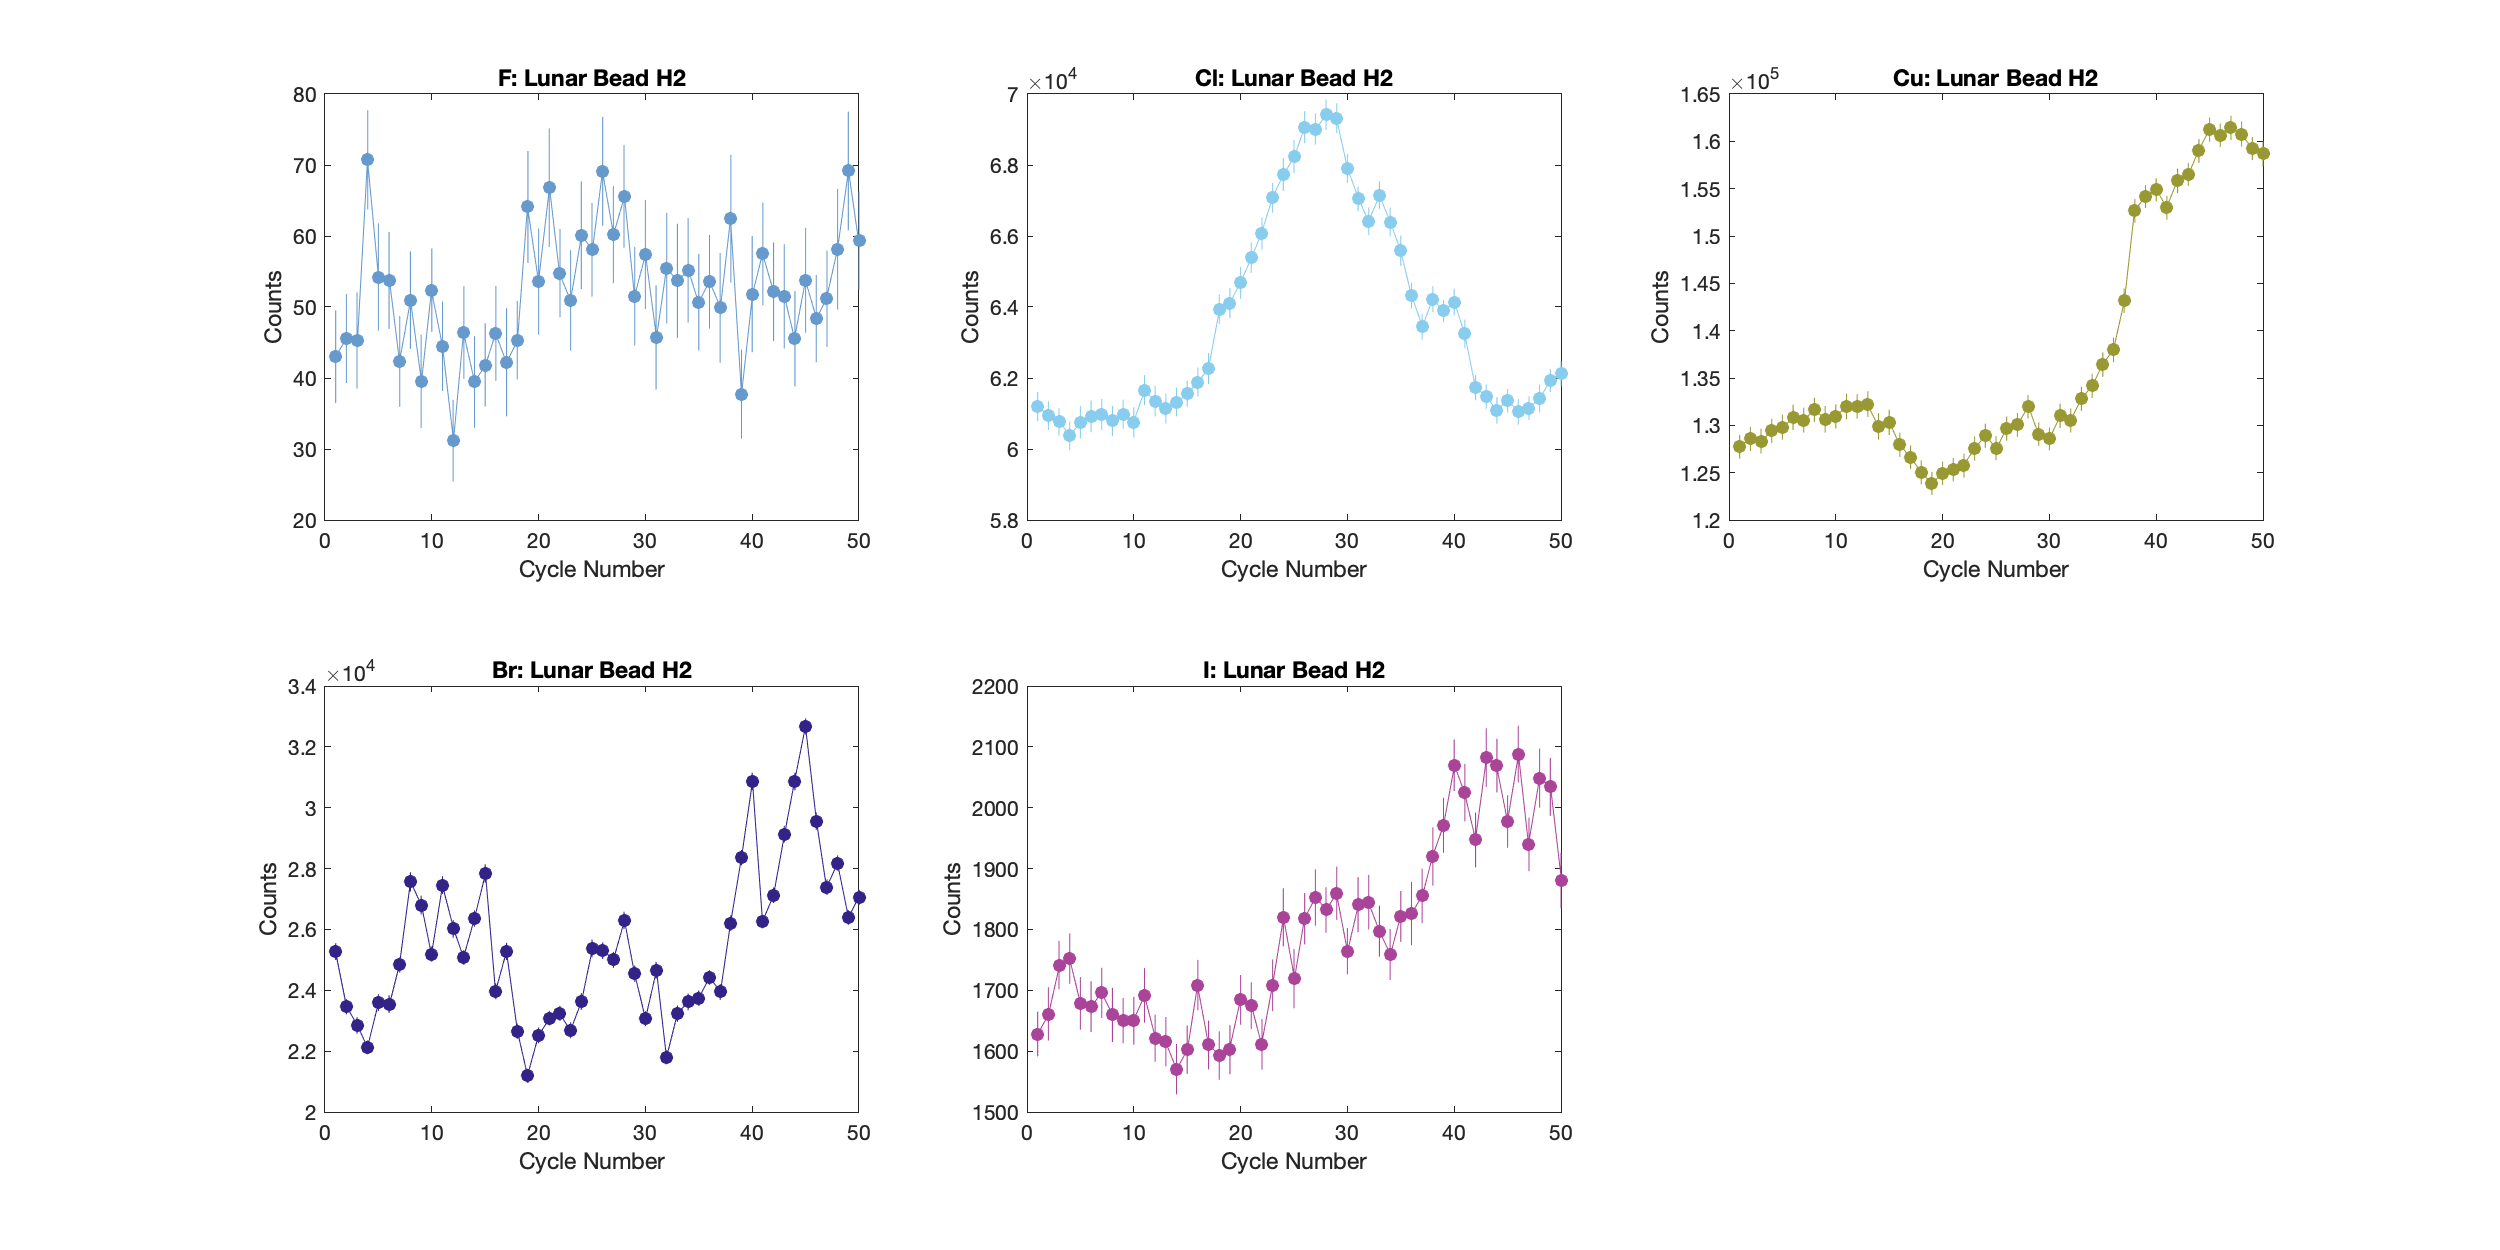 F: Lunar Bead H2
80
70
60
50
40
30
20
0 10 20 30 40 50
Counts
Cycle Number
Cl: Lunar Bead H2
×10^4
7
6.8
6.6
6.4
6.2
6
5.8
0 10 20 30 40 50
Counts
Cycle Number
Cu: Lunar Bead H2
×10^5
1.65
1.6
1.55
1.5
1.45
1.4
1.35
1.3
1.25
1.2
0 10 20 30 40 50
Counts
Cycle Number
Br: Lunar Bead H2
×10^4
3.4
3.2
3
2.8
2.6
2.4
2.2
2
0 10 20 30 40 50
Counts
Cycle Number
I: Lunar Bead H2
2200
2100
2000
1900
1800
1700
1600
1500
0 10 20 30 40 50
Counts
Cycle Number